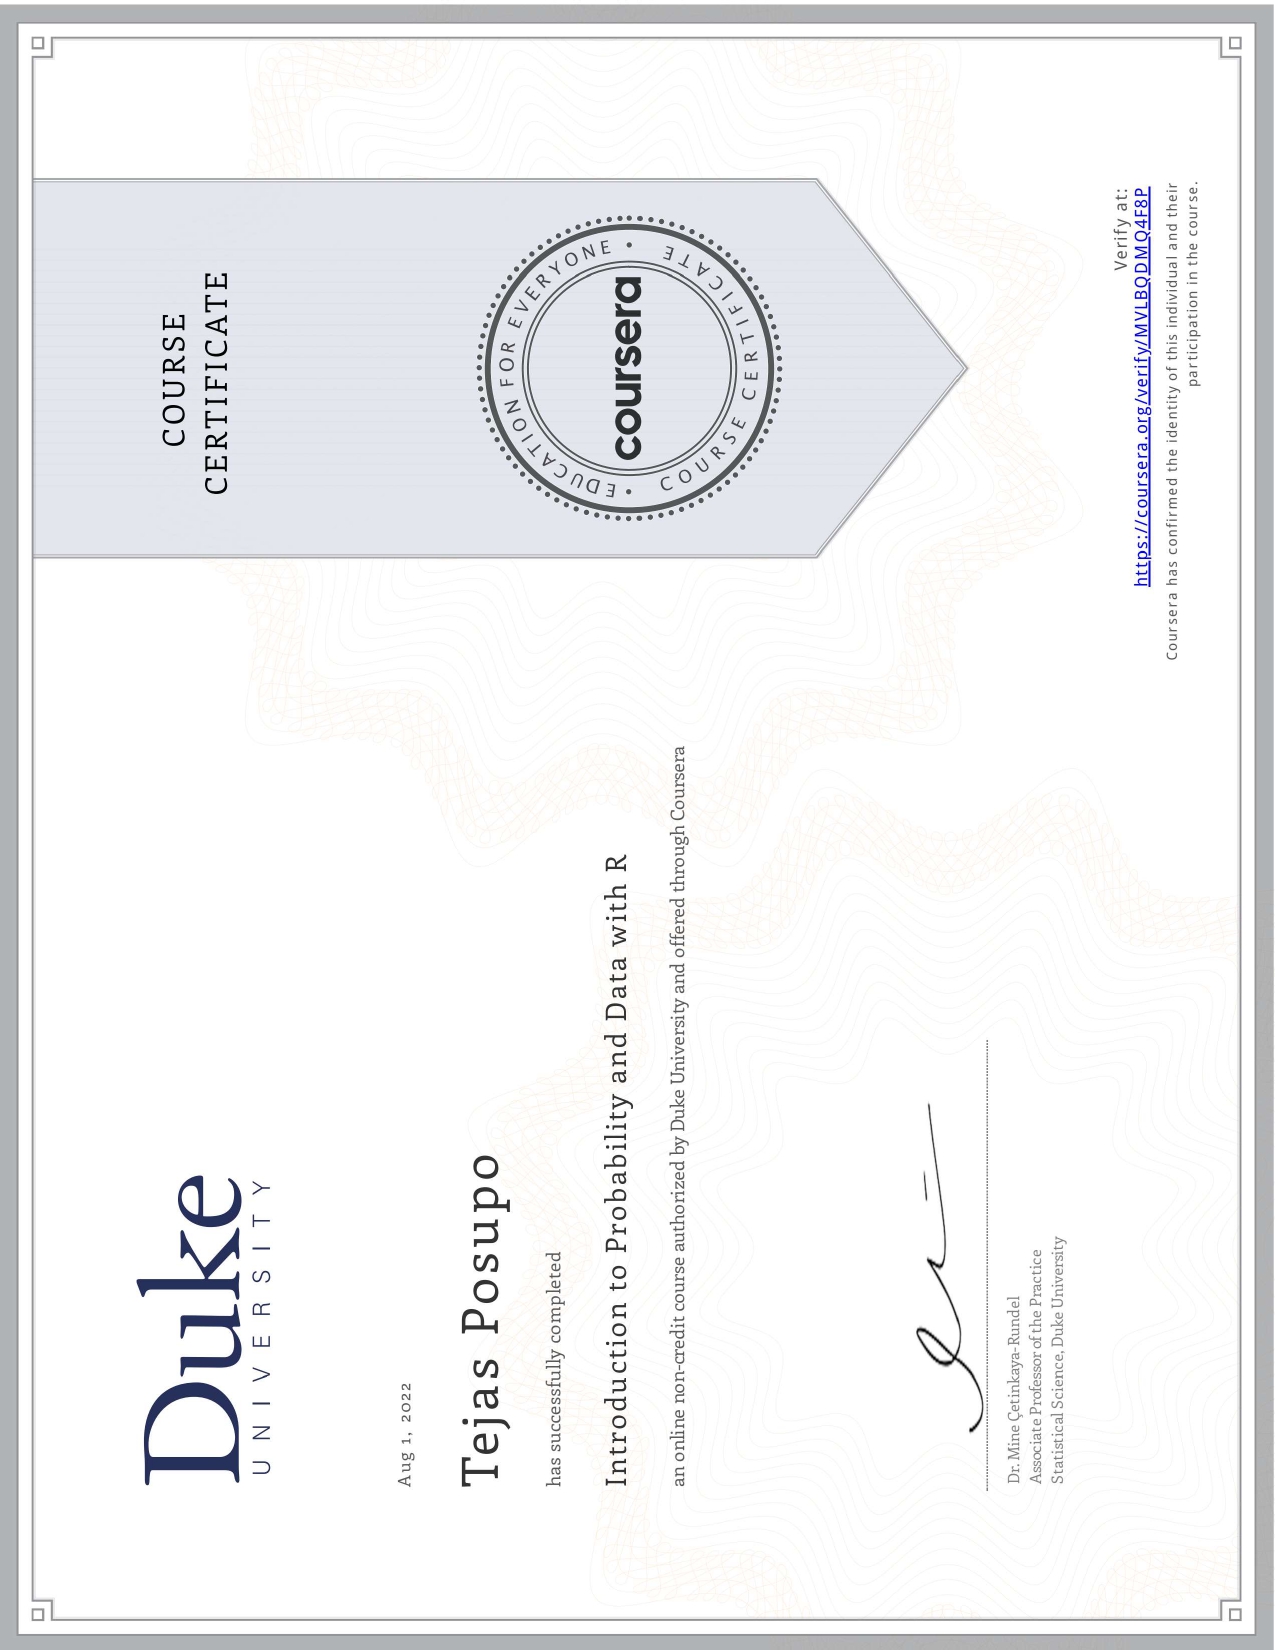 Duke
UNIVERSITY
COURSE
CERTIFICATE
Aug 1, 2022
Tejas Posupo
has successfully completed
Introduction to Probability and Data with R
an online non-credit course authorized by Duke University and offered through Coursera
EDUCATION FOR EVERYONE
coursera
COURSE CERTIFICATE
Dr. Mine Çetinkaya-Rundel
Associate Professor of the Practice
Statistical Science, Duke University
Verify at:
https://coursera.org/verify/MVLBQDMQ4F8P
Coursera has confirmed the identity of this individual and their
participation in the course.